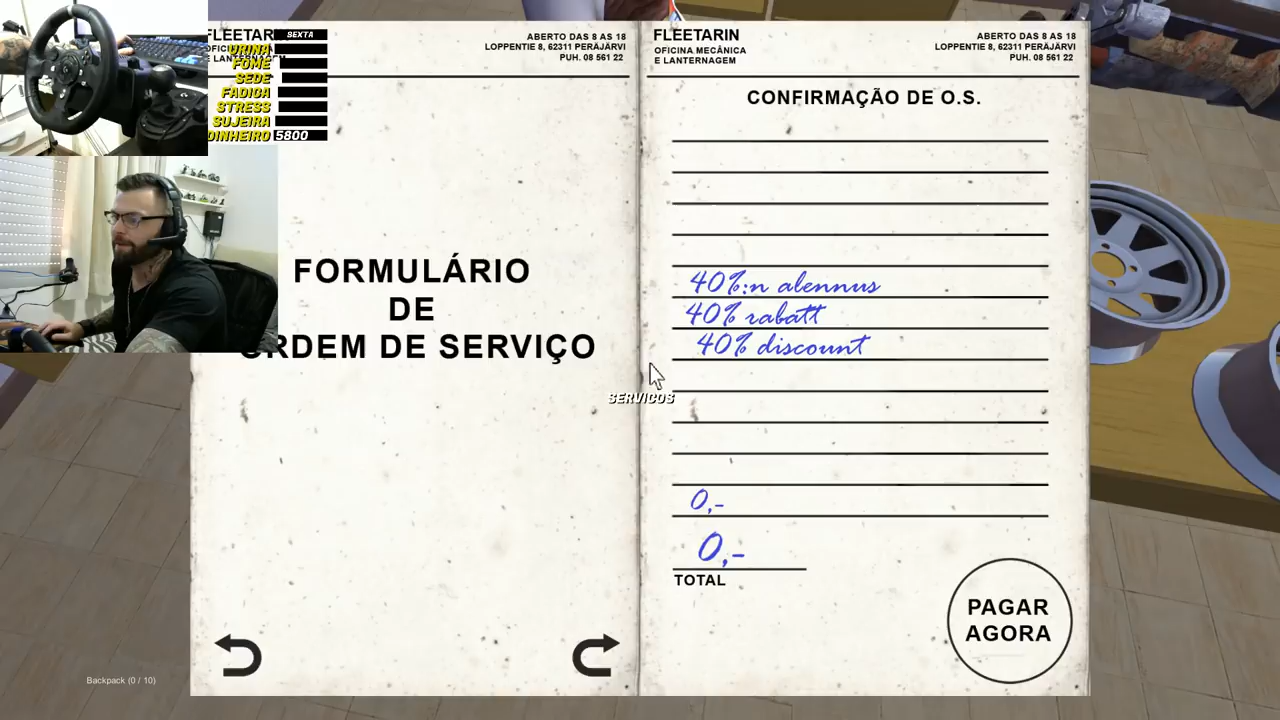 FLEETARIN
SEXTA
URINA
FOME
SEDE
FADIGA
STRESS
SUJEIRA
DINHEIRO 5800
ABERTO DAS 8 AS 18
LOPPENTIE 8, 62311 PERÄJÄRVI
PUH. 08 561 22
FORMULÁRIO
DE
ORDEM DE SERVIÇO
FLEETARIN
OFICINA MECÂNICA
E LANTERNAGEM
ABERTO DAS 8 AS 18
LOPPENTIE 8, 62311 PERÄJÄRVI
PUH. 08 561 22
CONFIRMAÇÃO DE O.S.
40%:n alennus
40% rabatt
40% discount
SERVICOS
0,-
0,-
TOTAL
PAGAR
AGORA
Backpack (0 / 10)